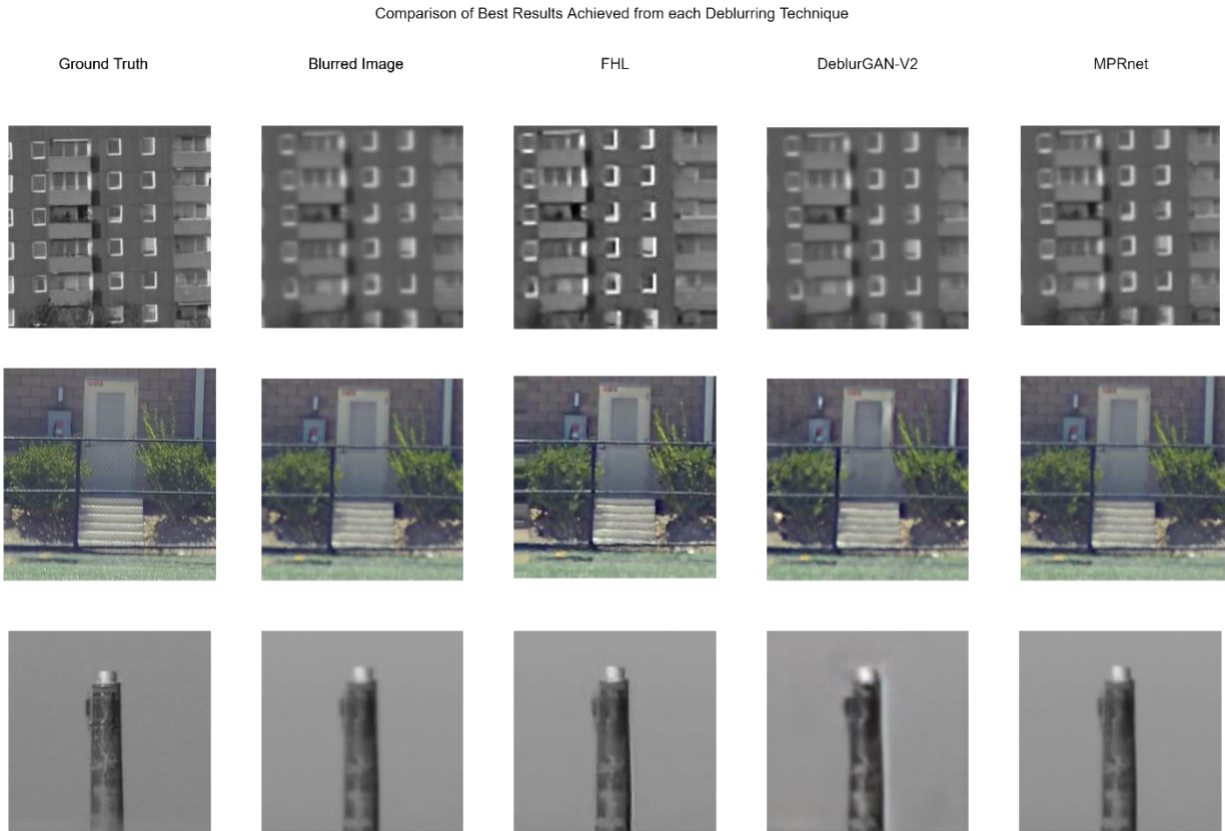 Comparison of Best Results Achieved from each Deblurring Technique
Ground Truth
Blurred Image
FHL
DeblurGAN-V2
MPRnet